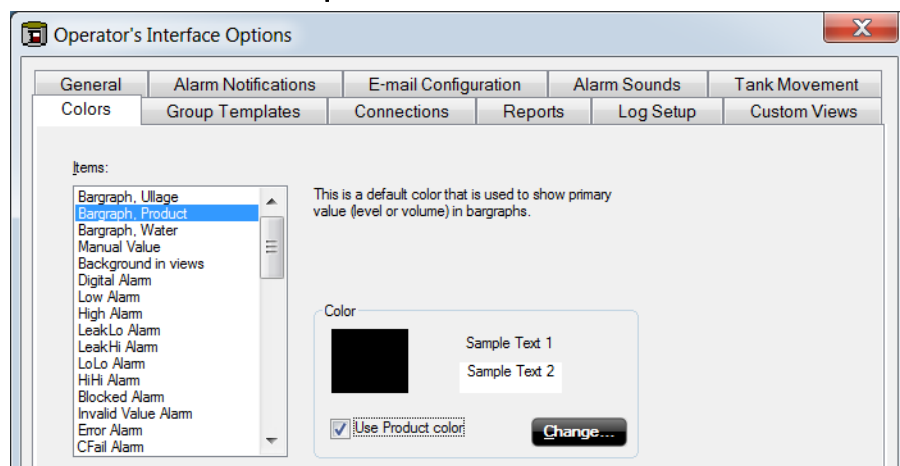 Operator's Interface Options
X
General Alarm Notifications E-mail Configuration Alarm Sounds Tank Movement
Colors Group Templates Connections Reports Log Setup Custom Views
Items:
Bargraph, Ullage
Bargraph, Product
Bargraph, Water
Manual Value
Background in views
Digital Alarm
Low Alarm
High Alarm
LeakLo Alarm
LeakHi Alarm
LoLo Alarm
HiHi Alarm
Blocked Alarm
Invalid Value Alarm
Error Alarm
CFail Alarm
This is a default color that is used to show primary
value (level or volume) in bargraphs.
Color
Sample Text 1
Sample Text 2
Use Product color
Change...